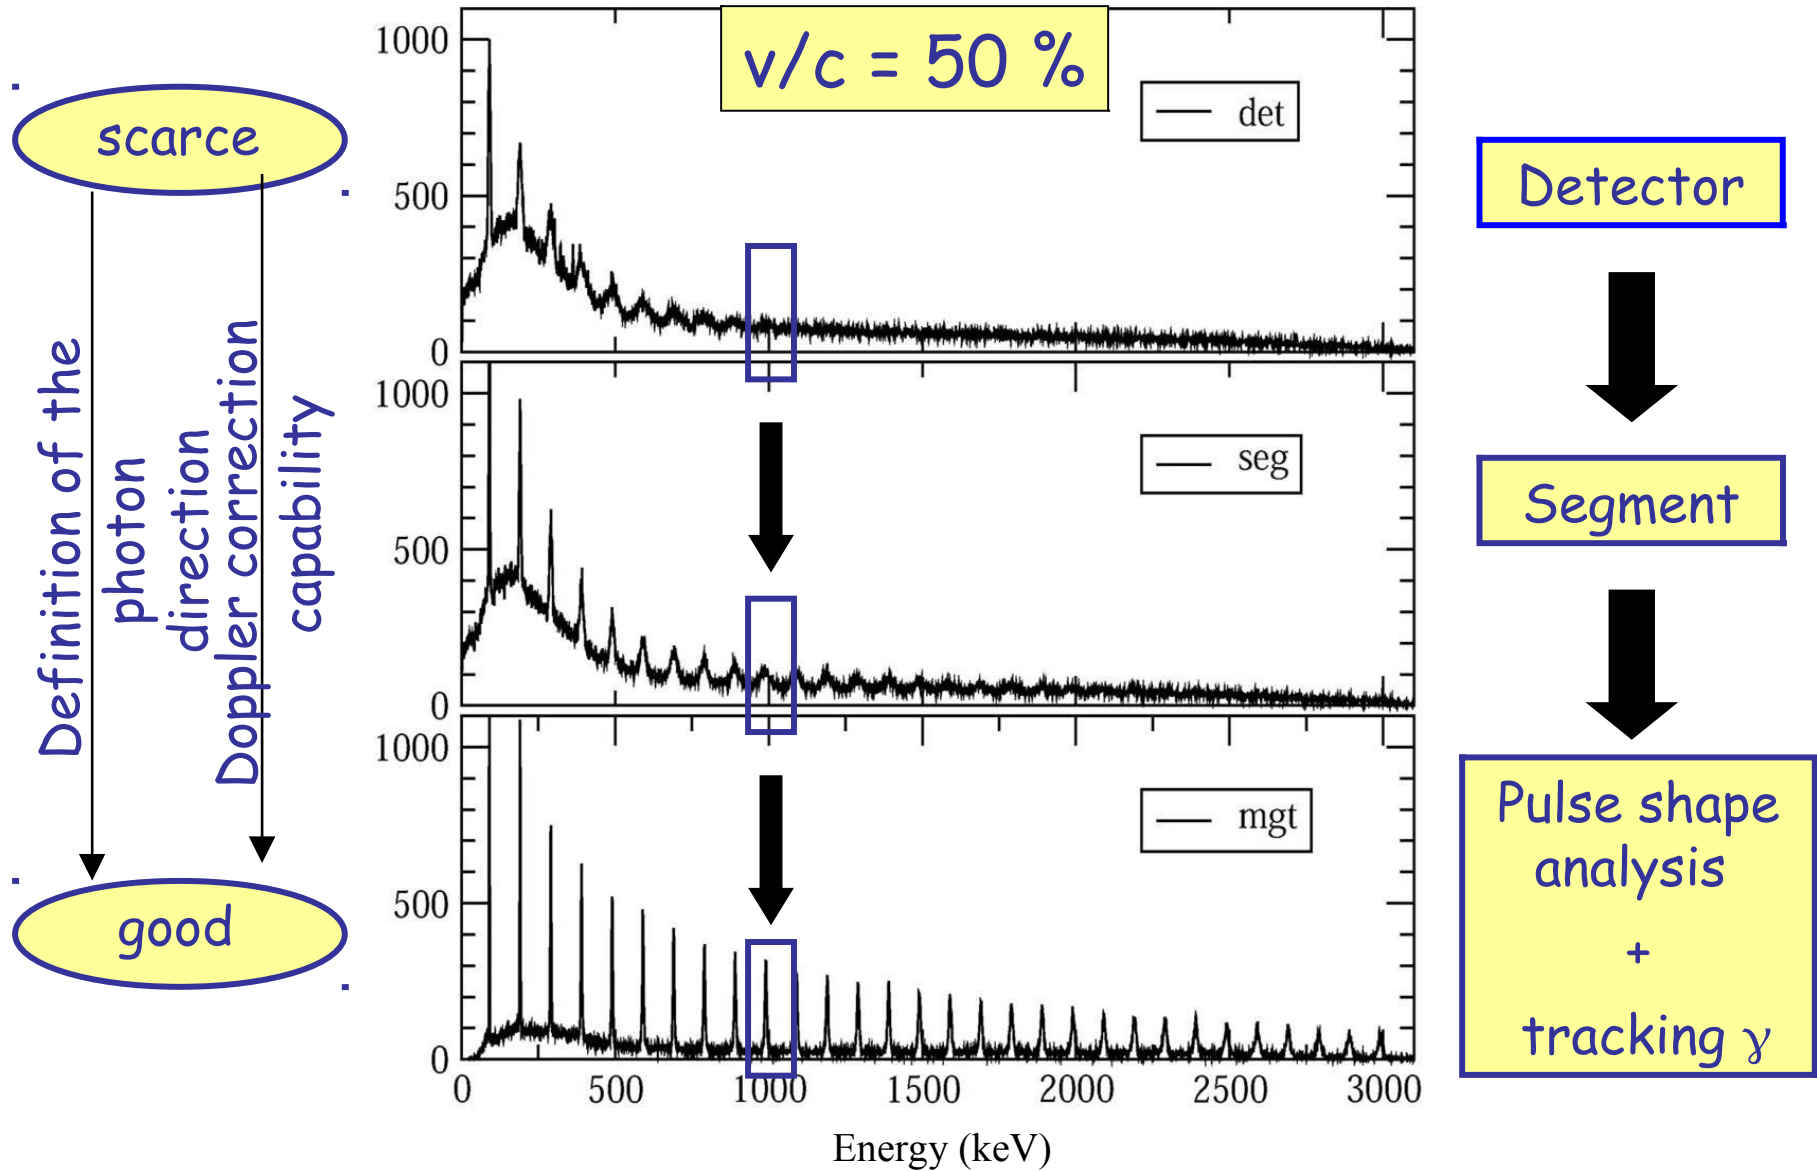 v/c = 50 %
scarce
Definition of the
photon
direction
Doppler correction
capability
good
1000
500
0
det
1000
500
0
seg
1000
500
0
mgt
0
500
1000
1500
2000
2500
3000
Energy (keV)
Detector
Segment
Pulse shape
analysis
+
tracking γ